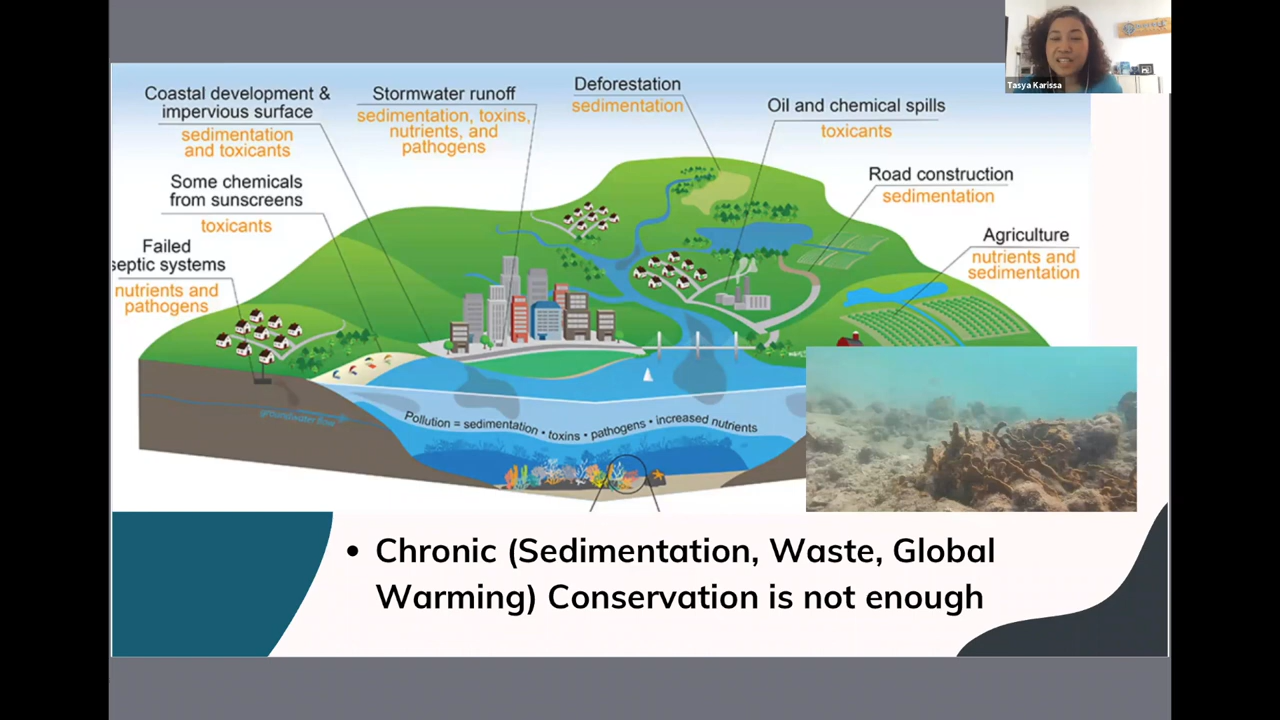 Tasya Karissa
Coastal development &
impervious surface
sedimentation
and toxicants
Stormwater runoff
sedimentation, toxins,
nutrients, and
pathogens
Deforestation
sedimentation
Oil and chemical spills
toxicants
Some chemicals
from sunscreens
toxicants
Road construction
sedimentation
Failed
septic systems
nutrients and
pathogens
Agriculture
nutrients and
sedimentation
groundwater flow
Pollution = sedimentation • toxins • pathogens • increased nutrients
• Chronic (Sedimentation, Waste, Global
Warming) Conservation is not enough